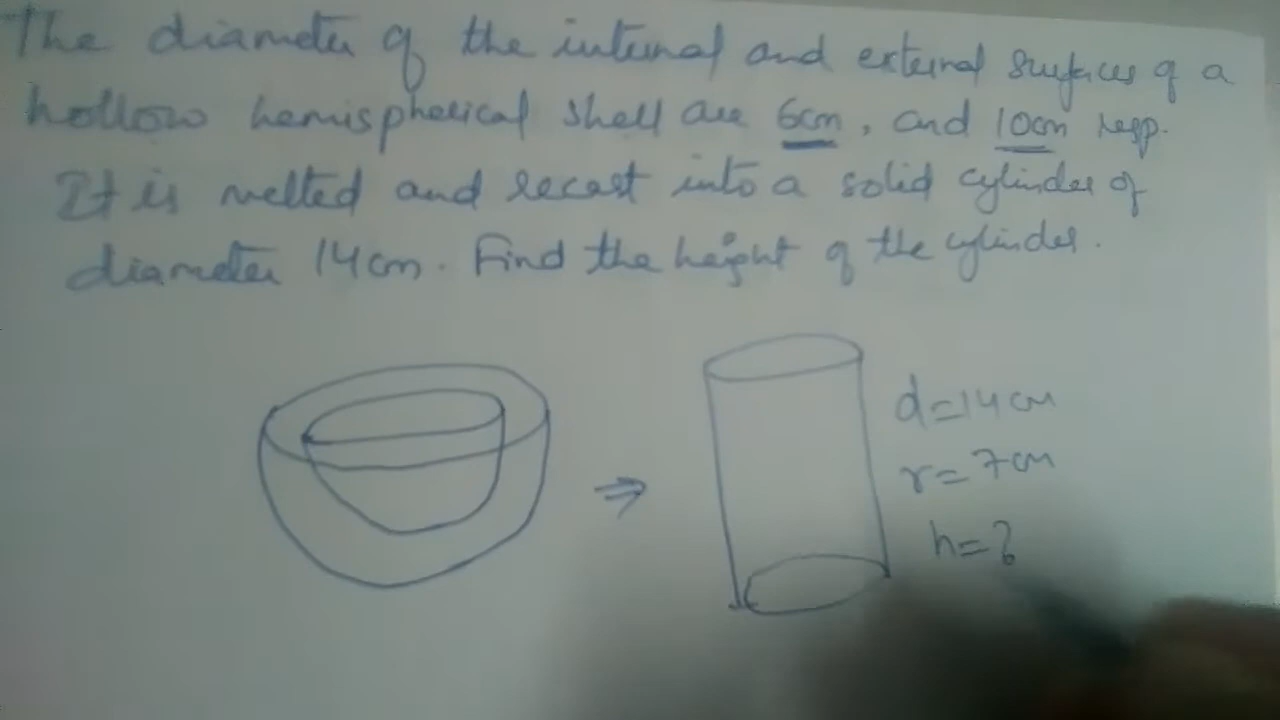 The diameter of the internal and external surfaces of a
hollow hemispherical shell are 6cm, and 10cm resp.
It is melted and recast into a solid cylinder of
diameter 14cm. Find the height of the cylinder.
d=14cm
r=7cm
h=?